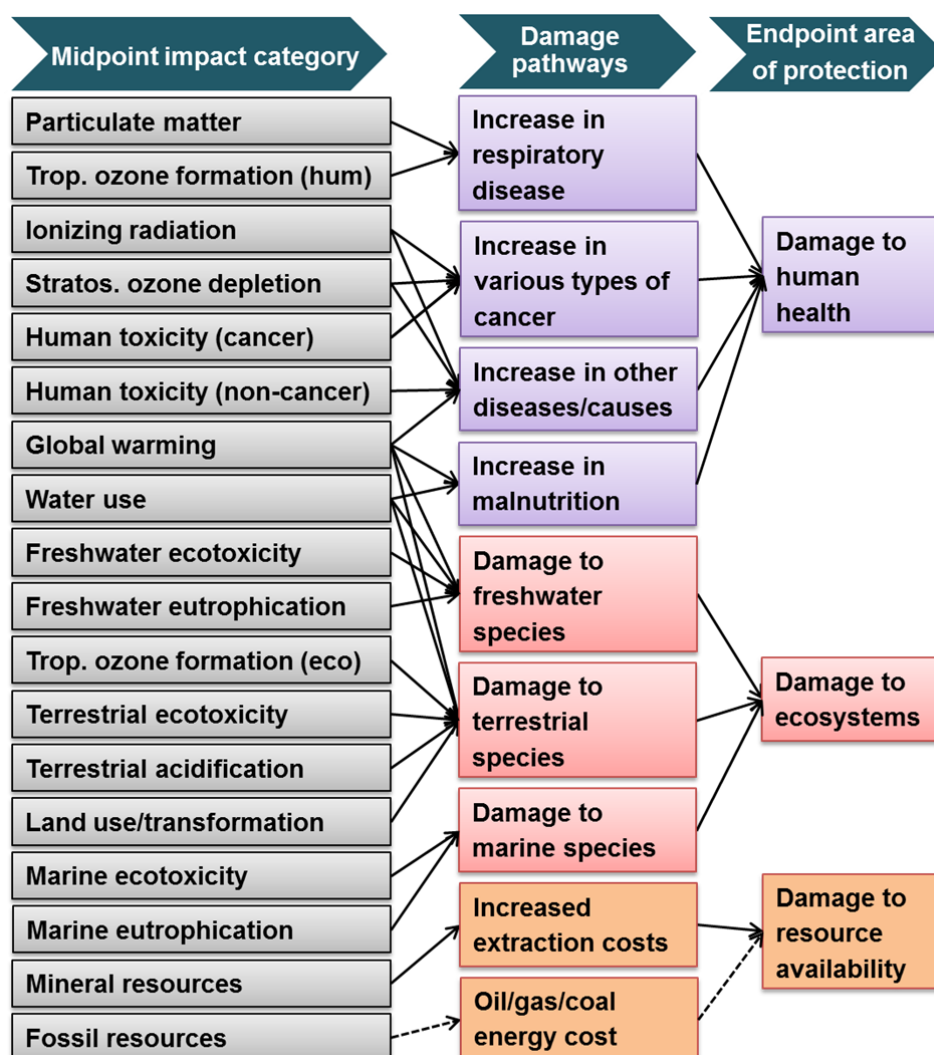 Midpoint impact category
Damage
pathways
Endpoint area
of protection
Particulate matter
Trop. ozone formation (hum)
Ionizing radiation
Stratos. ozone depletion
Human toxicity (cancer)
Human toxicity (non-cancer)
Global warming
Water use
Freshwater ecotoxicity
Freshwater eutrophication
Trop. ozone formation (eco)
Terrestrial ecotoxicity
Terrestrial acidification
Land use/transformation
Marine ecotoxicity
Marine eutrophication
Mineral resources
Fossil resources
Increase in
respiratory
disease
Increase in
various types of
cancer
Increase in other
diseases/causes
Increase in
malnutrition
Damage to
freshwater
species
Damage to
terrestrial
species
Damage to
marine species
Increased
extraction costs
Oil/gas/coal
energy cost
Damage to
human
health
Damage to
ecosystems
Damage to
resource
availability